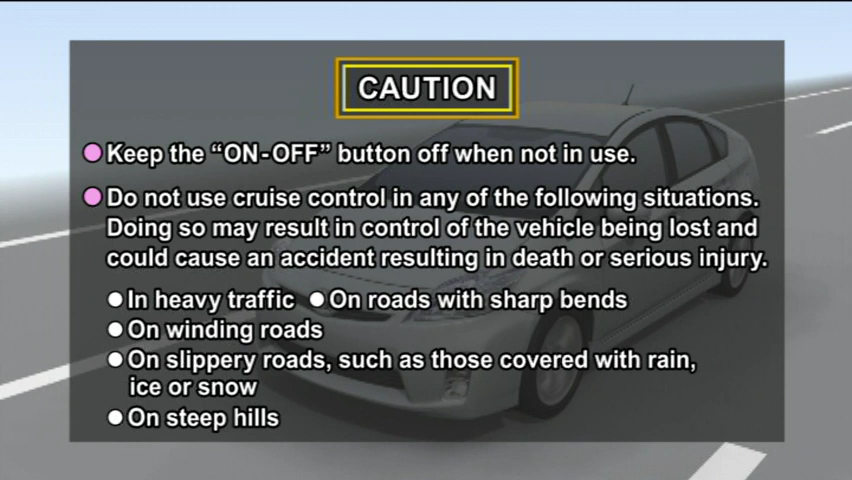 CAUTION
Keep the “ON-OFF” button off when not in use.
Do not use cruise control in any of the following situations.
Doing so may result in control of the vehicle being lost and
could cause an accident resulting in death or serious injury.
In heavy traffic On roads with sharp bends
On winding roads
On slippery roads, such as those covered with rain,
ice or snow
On steep hills